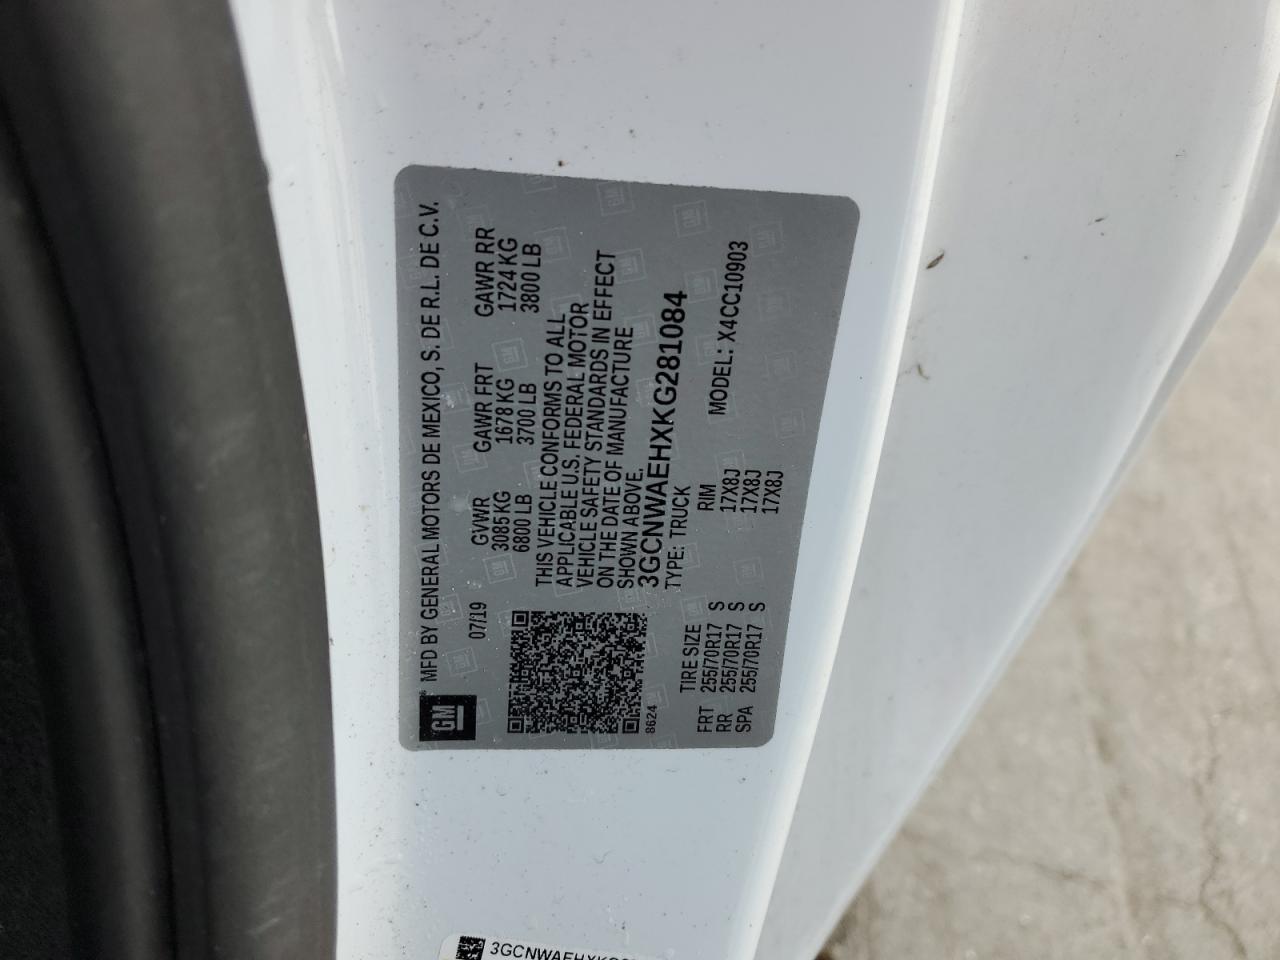 GM
MFD BY GENERAL MOTORS DE MEXICO, S. DE R.L. DE C.V.
07/19 GVWR GAWR FRT GAWR RR
3085 KG 1678 KG 1724 KG
6800 LB 3700 LB 3800 LB
THIS VEHICLE CONFORMS TO ALL
APPLICABLE U.S. FEDERAL MOTOR
VEHICLE SAFETY STANDARDS IN EFFECT
ON THE DATE OF MANUFACTURE
SHOWN ABOVE.
3GCNWAEHXKG281084
8624 TYPE: TRUCK
TIRE SIZE RIM MODEL: X4CC10903
FRT 255/70R17 S 17X8J
RR 255/70R17 S 17X8J
SPA 255/70R17 S 17X8J